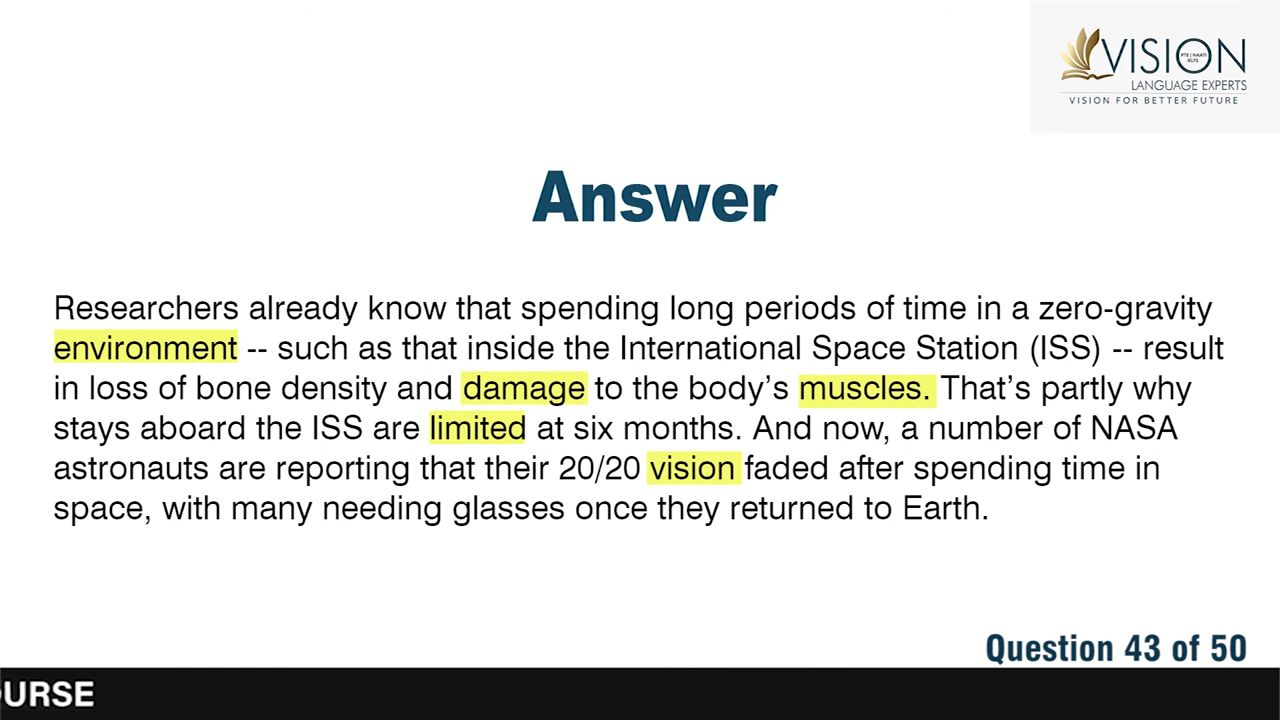 VISION
PTE | NAATI
IELTS
LANGUAGE EXPERTS
VISION FOR BETTER FUTURE
Answer
Researchers already know that spending long periods of time in a zero-gravity
environment -- such as that inside the International Space Station (ISS) -- result
in loss of bone density and damage to the body’s muscles. That’s partly why
stays aboard the ISS are limited at six months. And now, a number of NASA
astronauts are reporting that their 20/20 vision faded after spending time in
space, with many needing glasses once they returned to Earth.
Question 43 of 50
OURSE